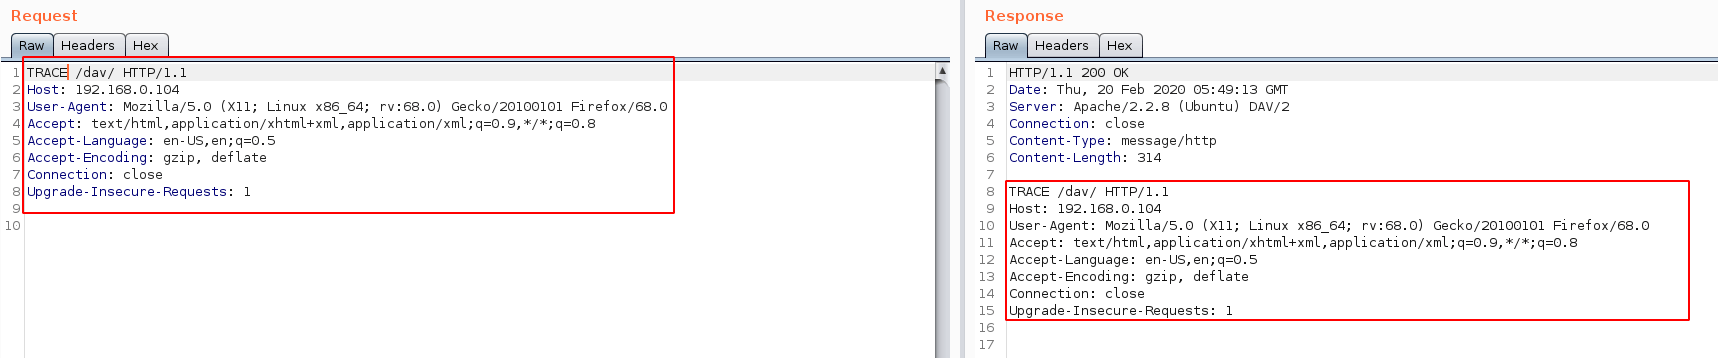 Request
Raw Headers Hex
1 TRACE /dav/ HTTP/1.1
2 Host: 192.168.0.104
3 User-Agent: Mozilla/5.0 (X11; Linux x86_64; rv:68.0) Gecko/20100101 Firefox/68.0
4 Accept: text/html,application/xhtml+xml,application/xml;q=0.9,*/*;q=0.8
5 Accept-Language: en-US,en;q=0.5
6 Accept-Encoding: gzip, deflate
7 Connection: close
8 Upgrade-Insecure-Requests: 1
9
10
Response
Raw Headers Hex
1 HTTP/1.1 200 OK
2 Date: Thu, 20 Feb 2020 05:49:13 GMT
3 Server: Apache/2.2.8 (Ubuntu) DAV/2
4 Connection: close
5 Content-Type: message/http
6 Content-Length: 314
7
8 TRACE /dav/ HTTP/1.1
9 Host: 192.168.0.104
10 User-Agent: Mozilla/5.0 (X11; Linux x86_64; rv:68.0) Gecko/20100101 Firefox/68.0
11 Accept: text/html,application/xhtml+xml,application/xml;q=0.9,*/*;q=0.8
12 Accept-Language: en-US,en;q=0.5
13 Accept-Encoding: gzip, deflate
14 Connection: close
15 Upgrade-Insecure-Requests: 1
16
17